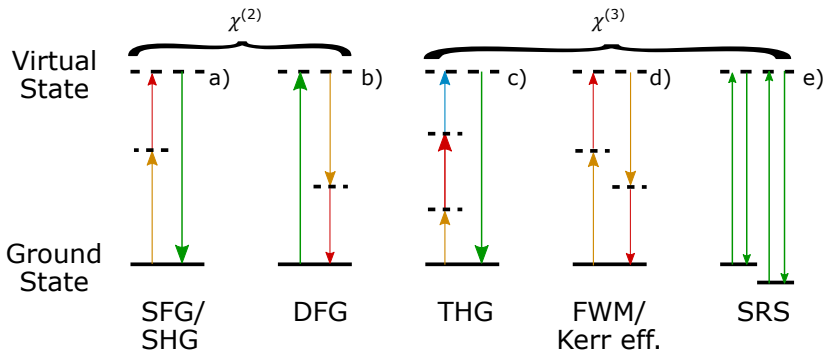 χ(2)
χ(3)
Virtual
State
a)
b)
c)
d)
e)
Ground
State
SFG/
SHG
DFG
THG
FWM/
Kerr eff.
SRS